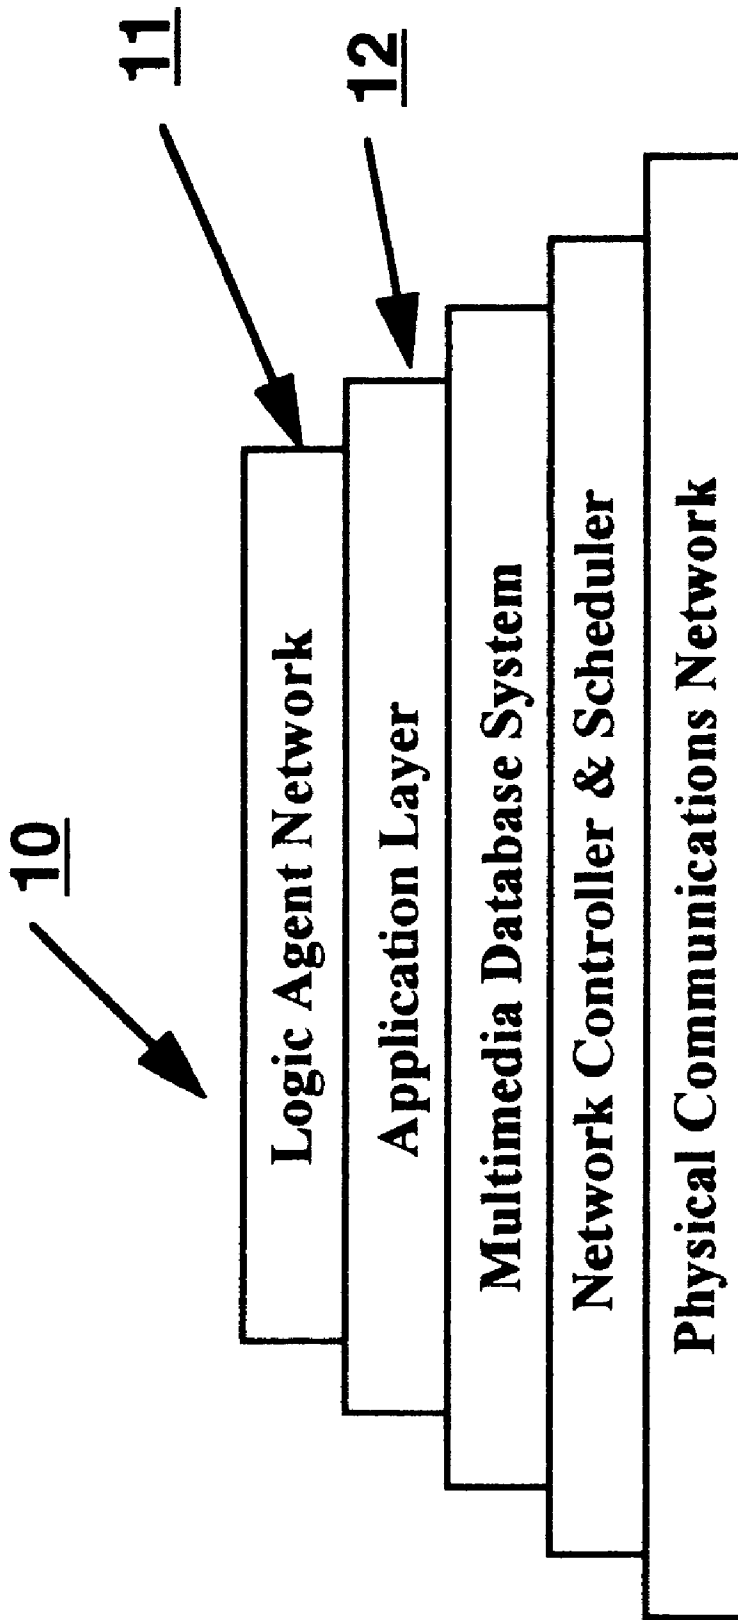 10
11
12
Logic Agent Network
Application Layer
Multimedia Database System
Network Controller & Scheduler
Physical Communications Network